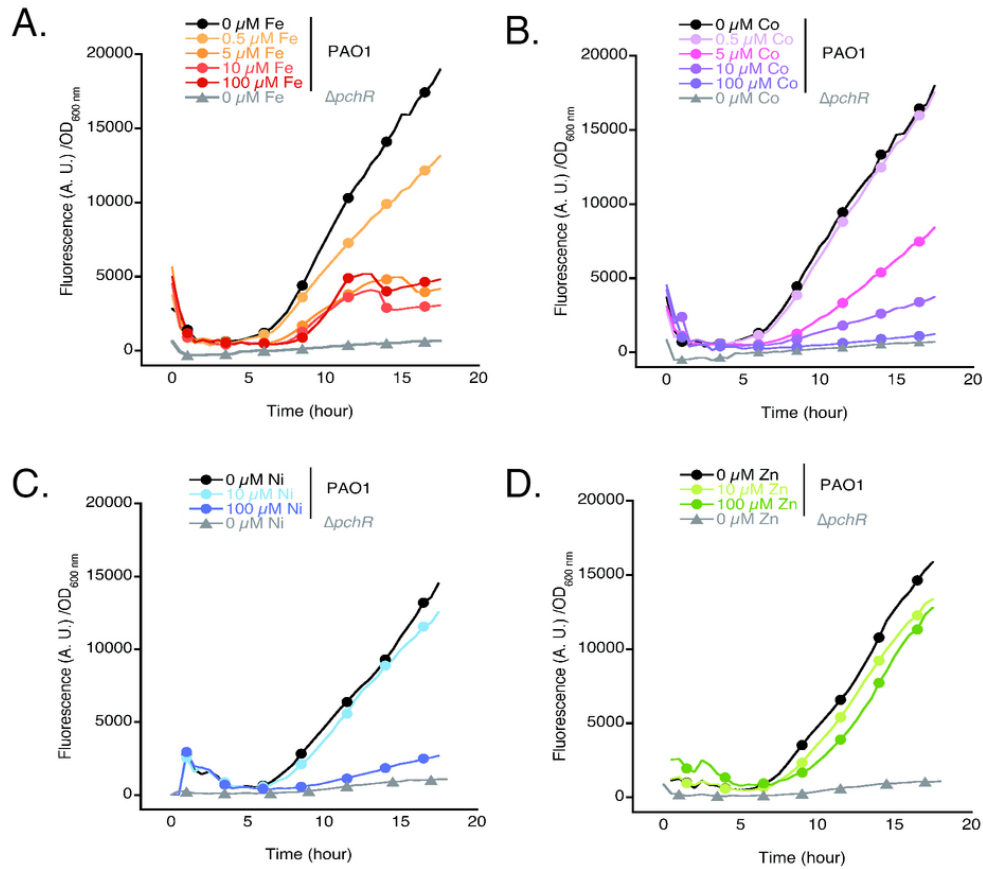 A.
0 µM Fe
0.5 µM Fe
5 µM Fe
10 µM Fe
100 µM Fe
0 µM Fe
PAO1
ΔpchR
20000
15000
10000
5000
0
Fluorescence (A. U.) /OD600 nm
0 5 10 15 20
Time (hour)
B.
0 µM Co
0.5 µM Co
5 µM Co
10 µM Co
100 µM Co
0 µM Co
PAO1
ΔpchR
20000
15000
10000
5000
0
Fluorescence (A. U.) /OD600 nm
0 5 10 15 20
Time (hour)
C.
0 µM Ni
10 µM Ni
100 µM Ni
0 µM Ni
PAO1
ΔpchR
20000
15000
10000
5000
0
Fluorescence (A. U.) /OD600 nm
0 5 10 15 20
Time (hour)
D.
0 µM Zn
10 µM Zn
100 µM Zn
0 µM Zn
PAO1
ΔpchR
20000
15000
10000
5000
0
Fluorescence (A. U.) /OD600 nm
0 5 10 15 20
Time (hour)